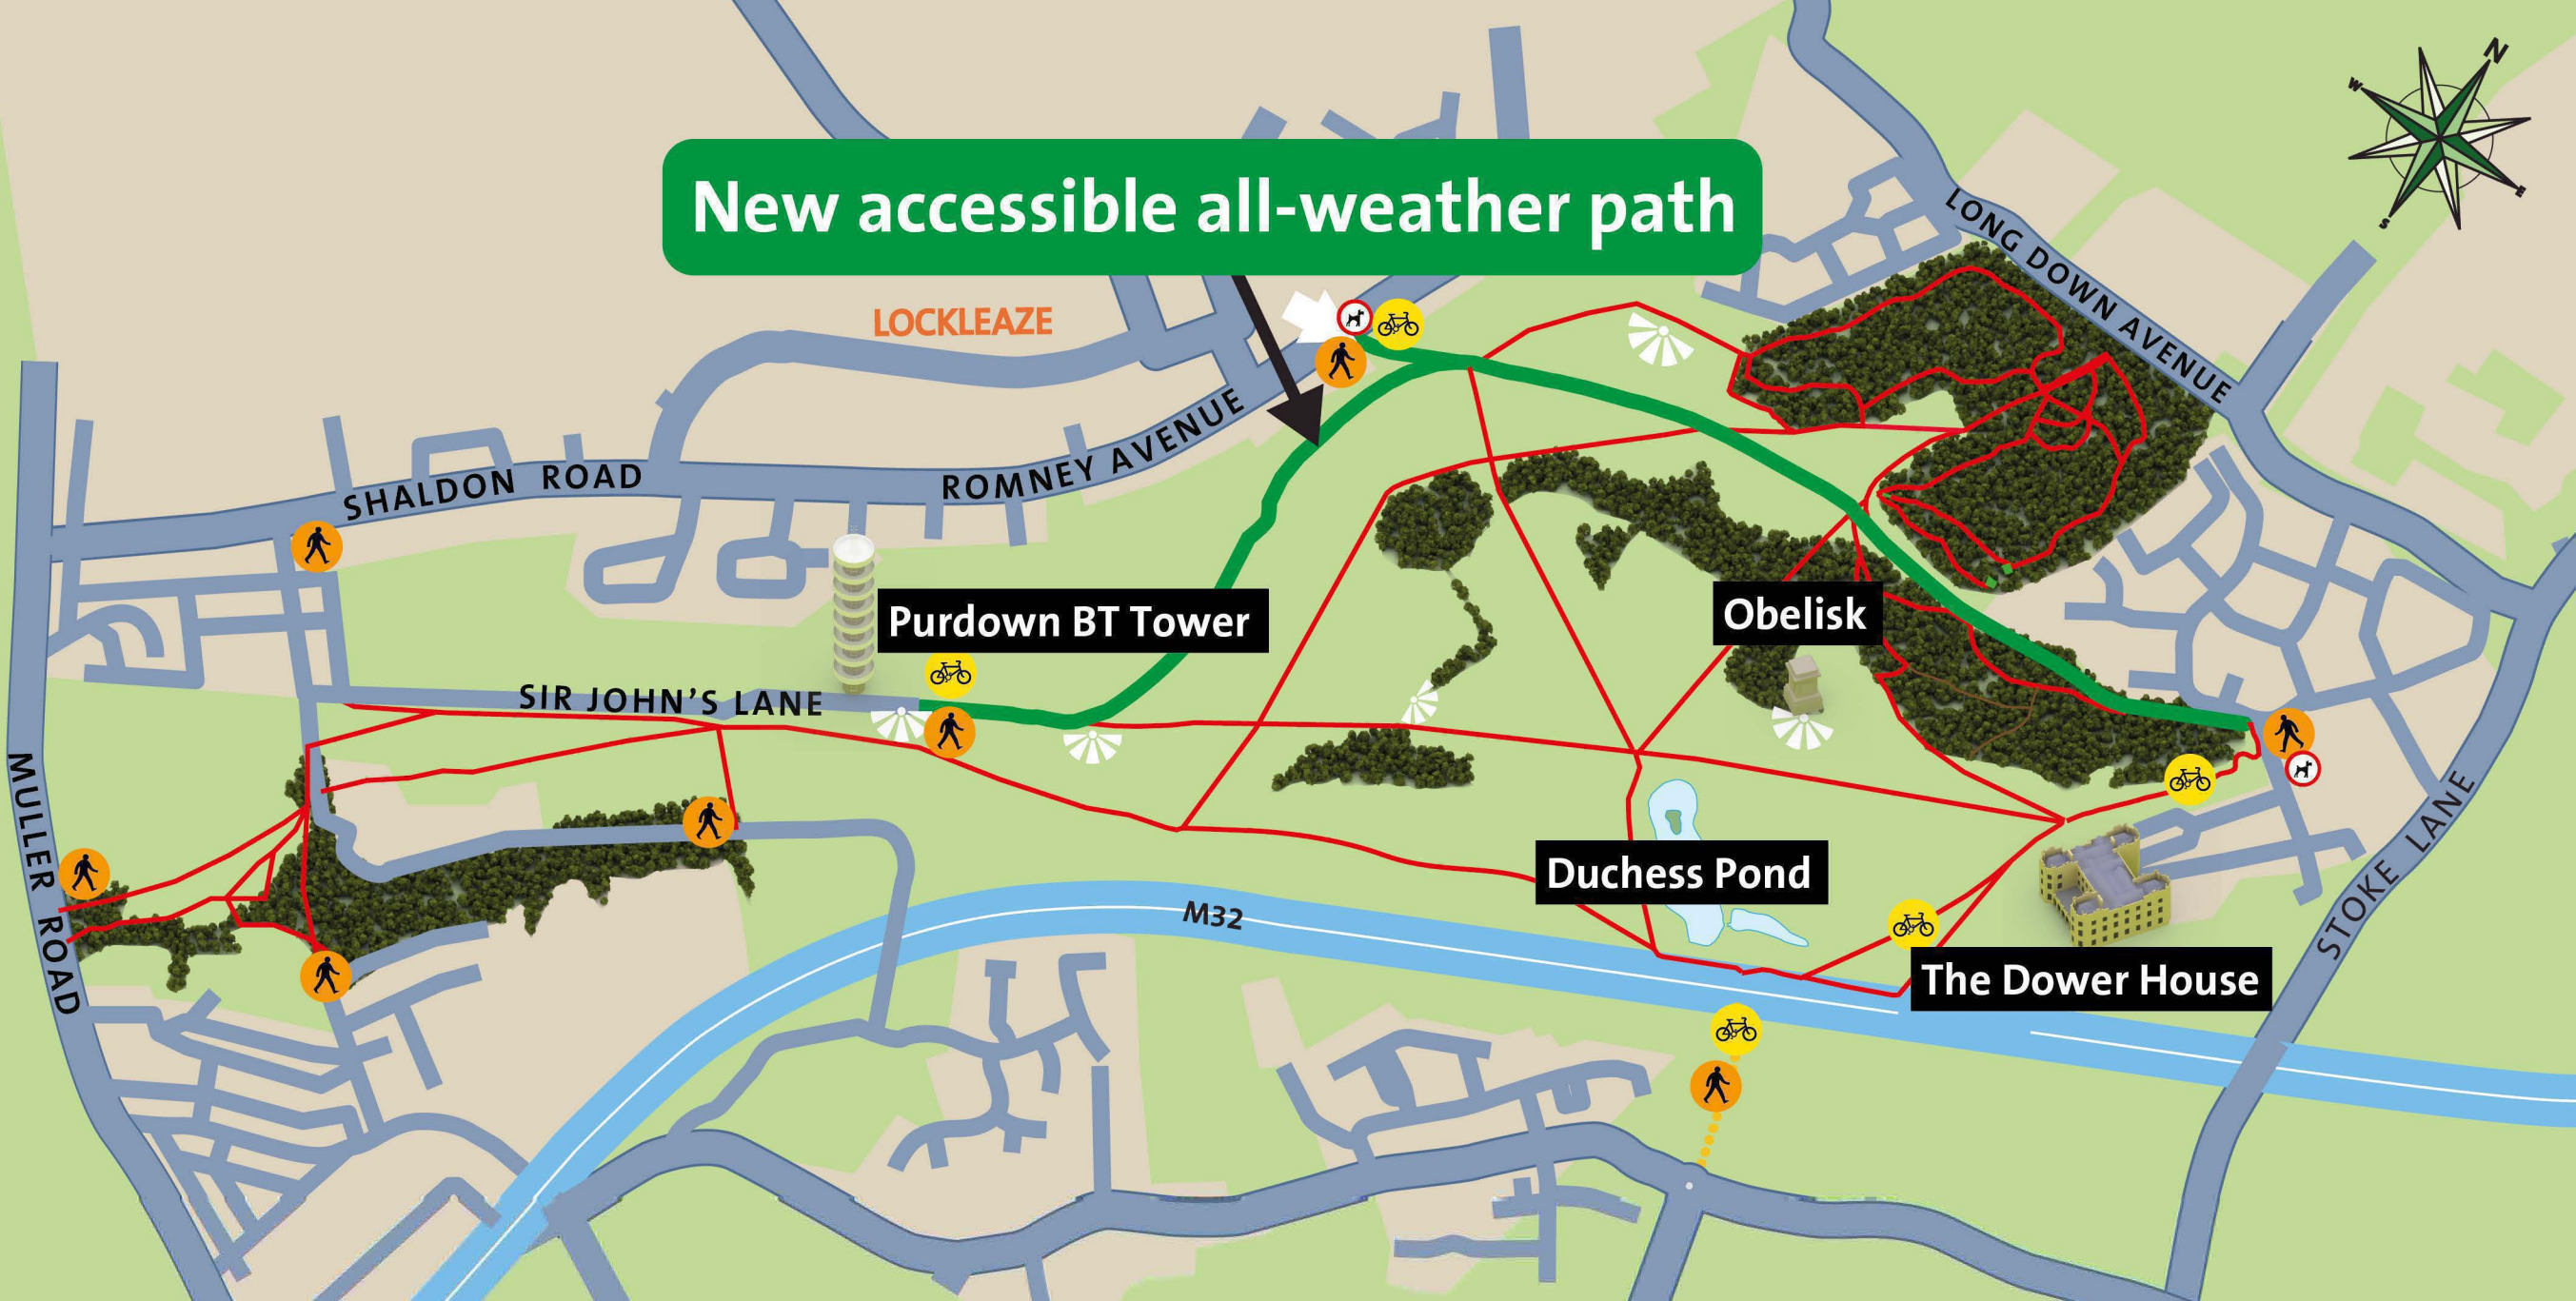 N
W
E
S
New accessible all-weather path
LONG DOWN AVENUE
LOCKLEAZE
ROMNEY AVENUE
SHALDON ROAD
Purdown BT Tower
Obelisk
SIR JOHN'S LANE
MULLER ROAD
Duchess Pond
STOKE LANE
M32
The Dower House